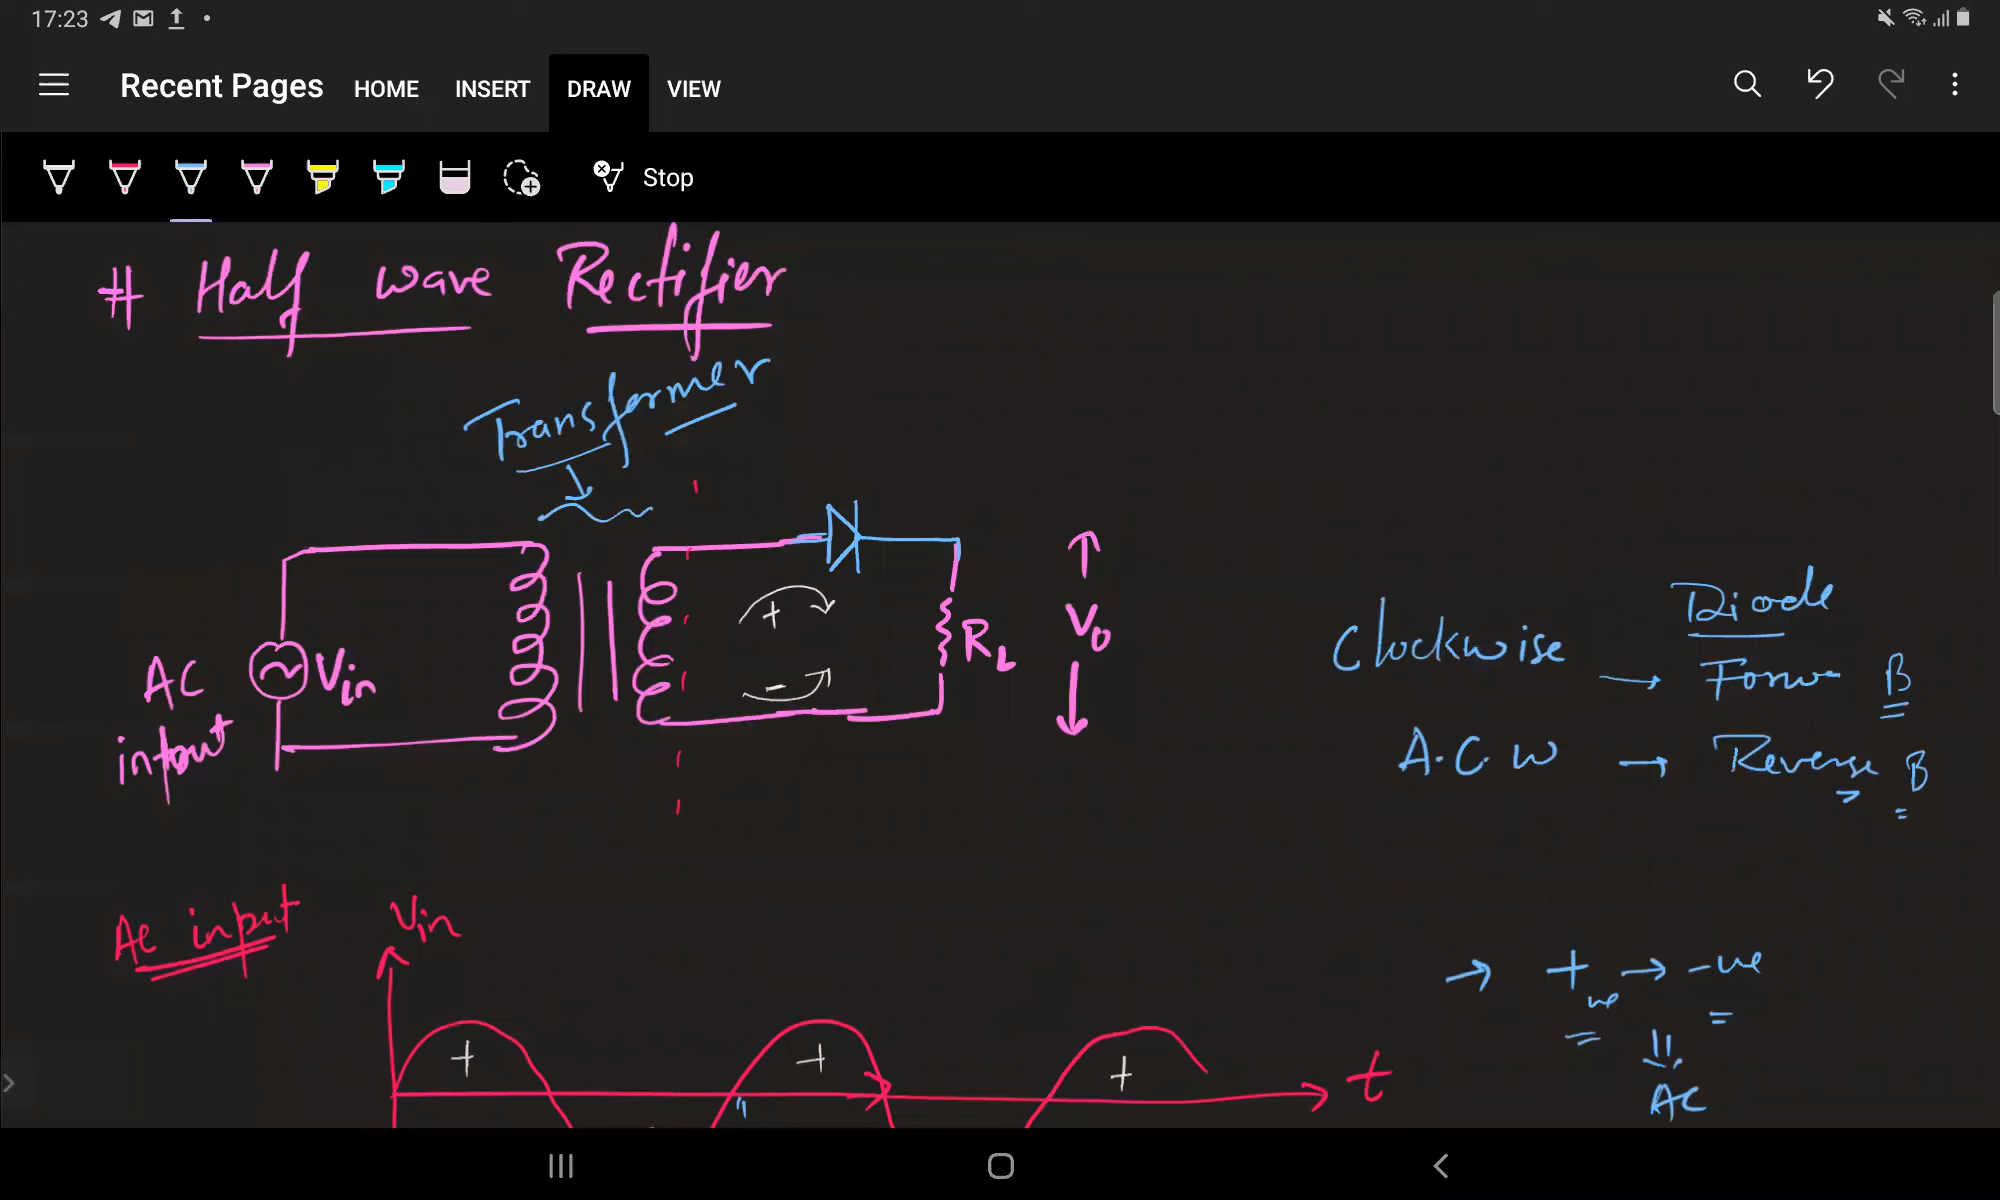 17:23
Recent Pages HOME INSERT DRAW VIEW
Stop
# Half wave Rectifier
Transformer
AC input
Vin
+
-
RL
Vo
Diode
Clockwise → Forw B
A.C.W → Reverse B
Ac input
Vin
+ + +
t
→ +ve → -ve
AC